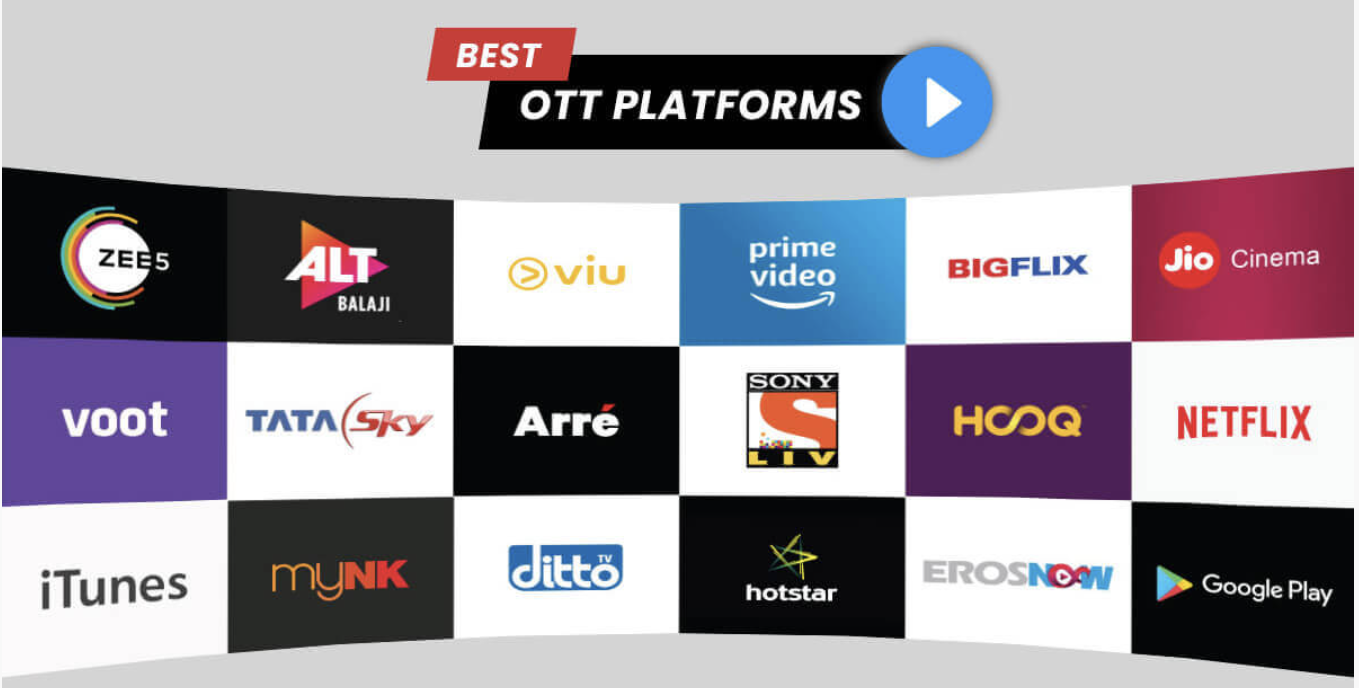 BEST
OTT PLATFORMS
ZEE5
ALT
BALAJI
viu
prime
video
BIGFLIX
Jio Cinema
voot
TATA Sky
Arré
SONY
LIV
HOOQ
NETFLIX
iTunes
myNK
ditto TV
hotstar
EROSNOW
Google Play